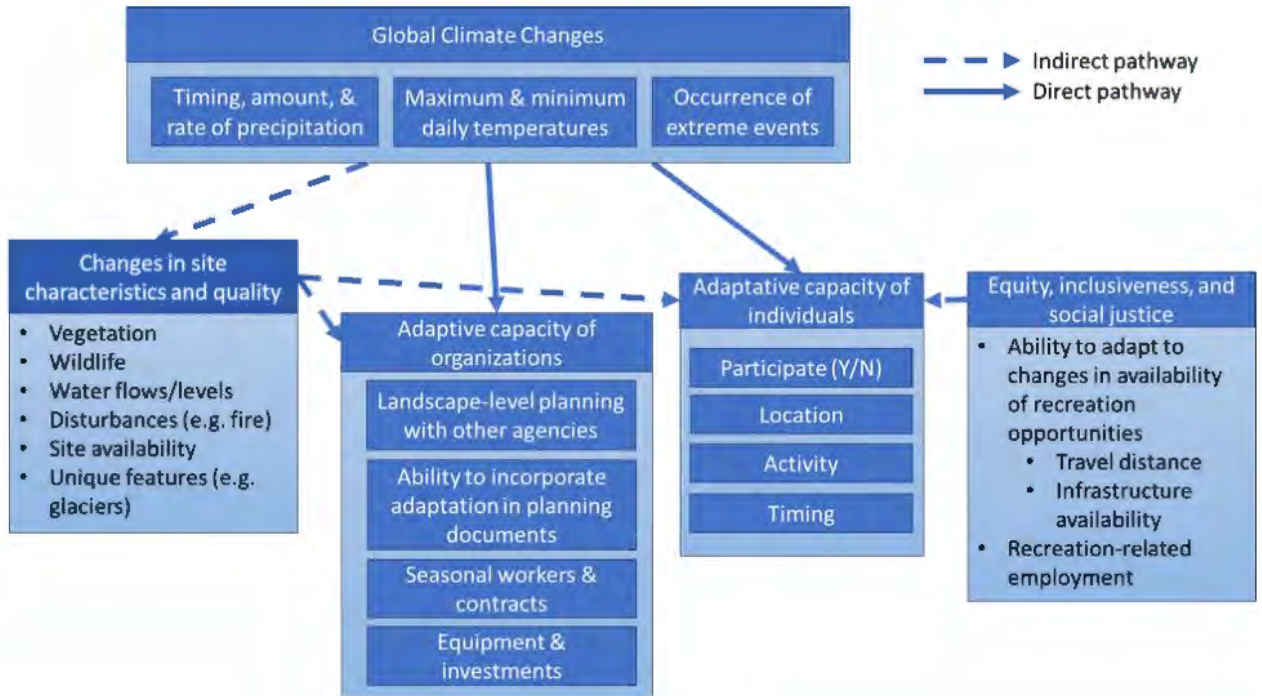 Global Climate Changes
Timing, amount, &
rate of precipitation
Maximum & minimum
daily temperatures
Occurrence of
extreme events
Indirect pathway
Direct pathway
Changes in site
characteristics and quality
• Vegetation
• Wildlife
• Water flows/levels
• Disturbances (e.g. fire)
• Site availability
• Unique features (e.g.
glaciers)
Adaptive capacity of
organizations
Landscape-level planning
with other agencies
Ability to incorporate
adaptation in planning
documents
Seasonal workers &
contracts
Equipment &
investments
Adaptative capacity of
individuals
Participate (Y/N)
Location
Activity
Timing
Equity, inclusiveness, and
social justice
• Ability to adapt to
changes in availability
of recreation
opportunities
• Travel distance
• Infrastructure
availability
• Recreation-related
employment